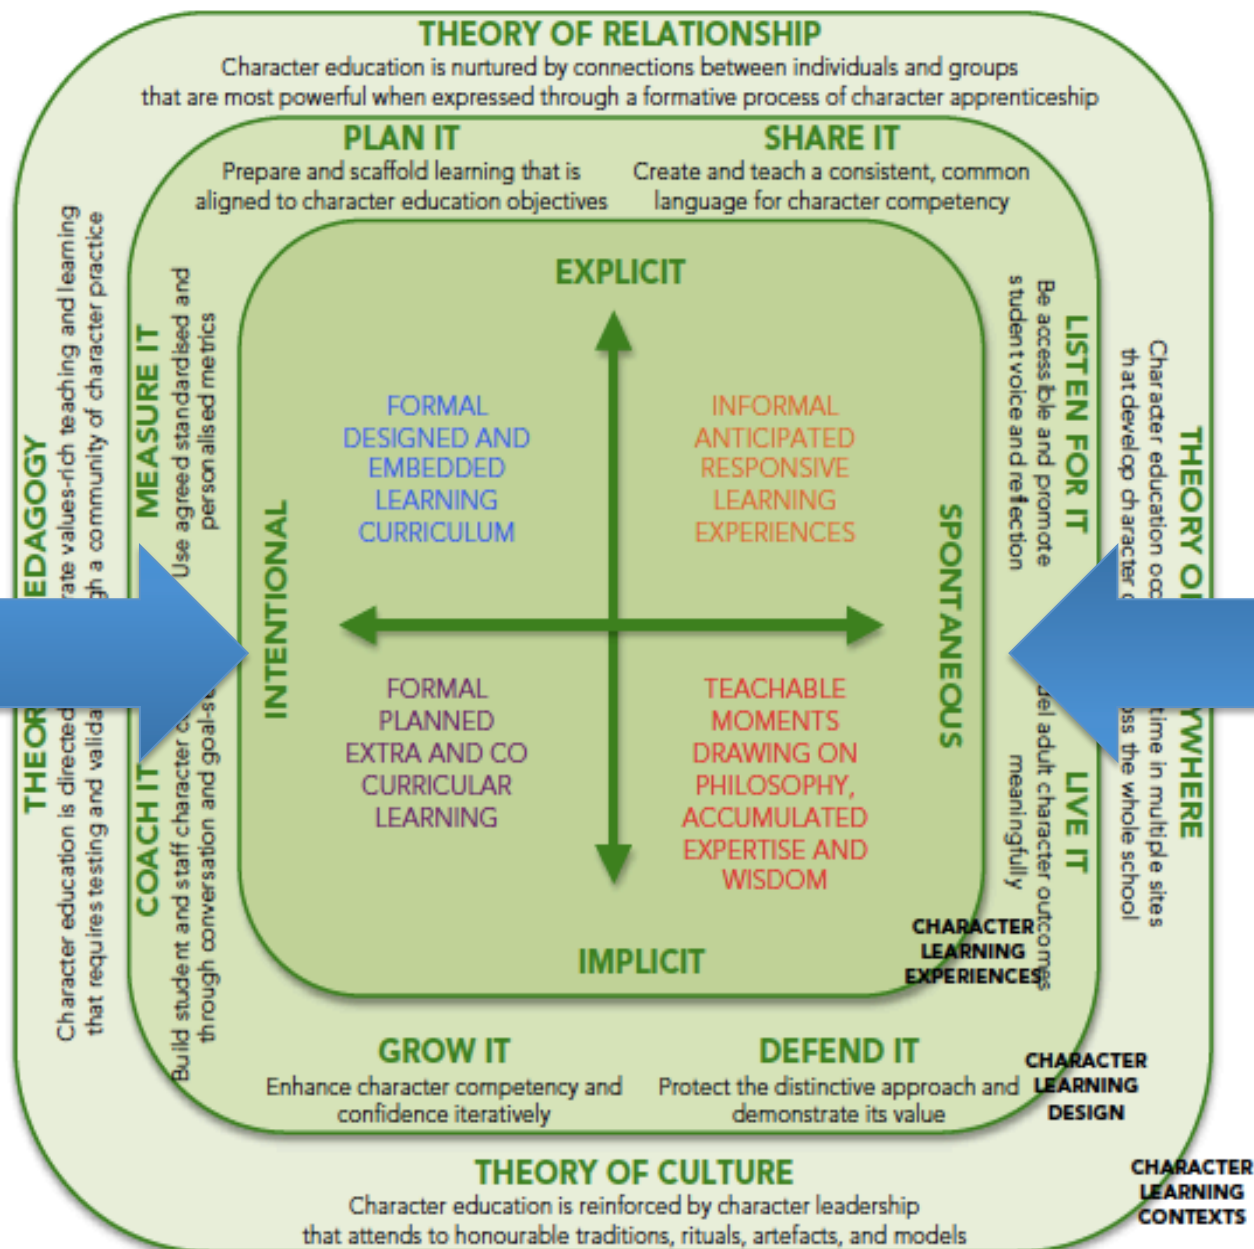 THEORY OF RELATIONSHIP
Character education is nurtured by connections between individuals and groups
that are most powerful when expressed through a formative process of character apprenticeship
PLAN IT
Prepare and scaffold learning that is
aligned to character education objectives
SHARE IT
Create and teach a consistent, common
language for character competency
THEOR EDAGOGY
Character education is directed rate values-rich teaching and learning
that requires testing and valida gh a community of character practice
MEASURE IT
Use agreed standardised and
personalised metrics
COACH IT
Build student and staff character co
through conversation and goal-s
EXPLICIT
INTENTIONAL
FORMAL
DESIGNED AND
EMBEDDED
LEARNING
CURRICULUM
INFORMAL
ANTICIPATED
RESPONSIVE
LEARNING
EXPERIENCES
FORMAL
PLANNED
EXTRA AND CO
CURRICULAR
LEARNING
TEACHABLE
MOMENTS
DRAWING ON
PHILOSOPHY,
ACCUMULATED
EXPERTISE AND
WISDOM
SPONTANEOUS
IMPLICIT
LISTEN FOR IT
Be accessible and promote
student voice and reflection
LIVE IT
del adult character outcomes
meaningfully
THEORY OF YWHERE
Character education occ time in multiple sites
that develop character c oss the whole school
CHARACTER
LEARNING
EXPERIENCES
GROW IT
Enhance character competency and
confidence iteratively
DEFEND IT
Protect the distinctive approach and
demonstrate its value
CHARACTER
LEARNING
DESIGN
THEORY OF CULTURE
Character education is reinforced by character leadership
that attends to honourable traditions, rituals, artefacts, and models
CHARACTER
LEARNING
CONTEXTS